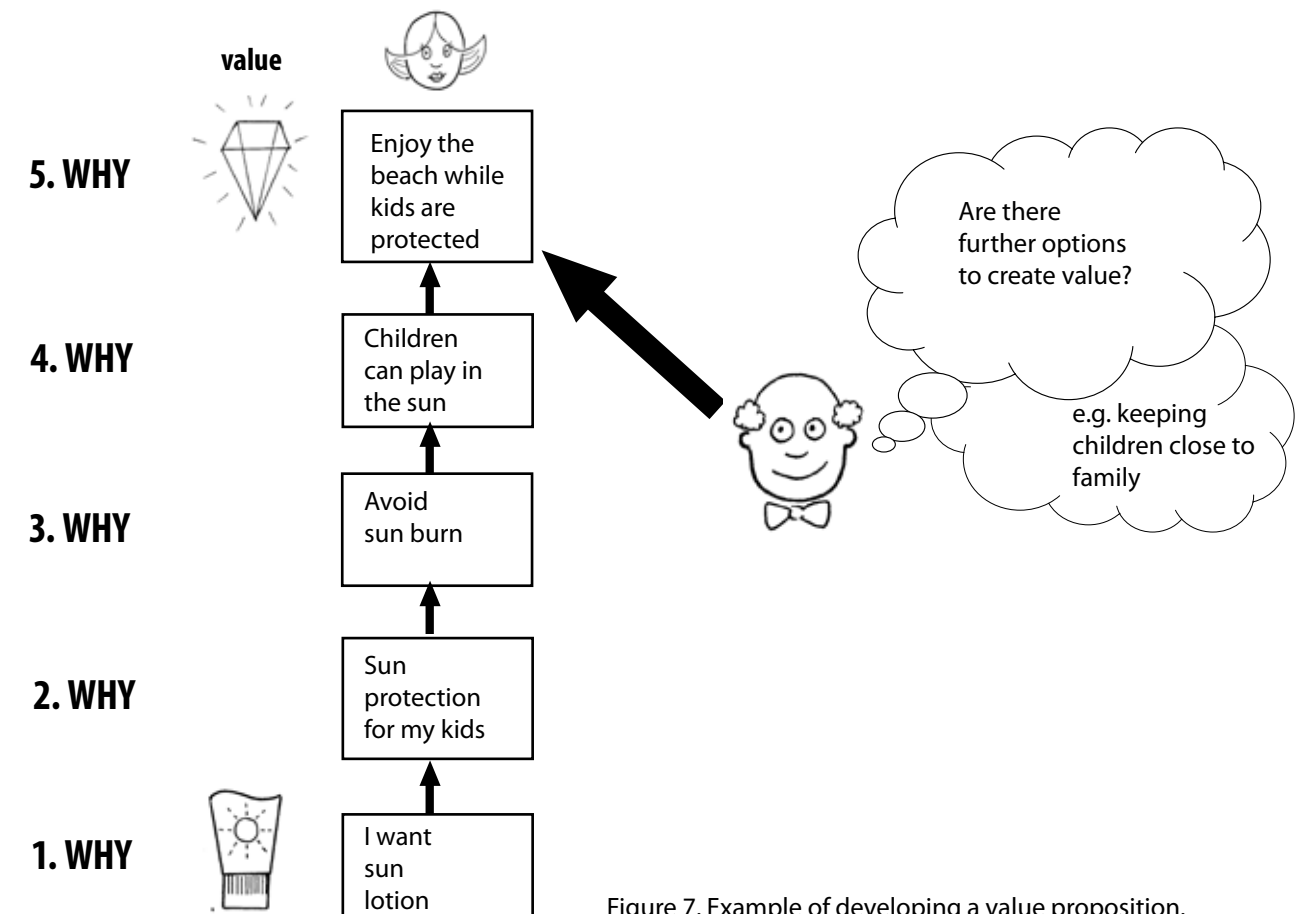 value
5. WHY
Enjoy the
beach while
kids are
protected
Are there
further options
to create value?
4. WHY
Children
can play in
the sun
e.g. keeping
children close to
family
3. WHY
Avoid
sun burn
2. WHY
Sun
protection
for my kids
1. WHY
I want
sun
lotion
Figure 7. Example of developing a value proposition.